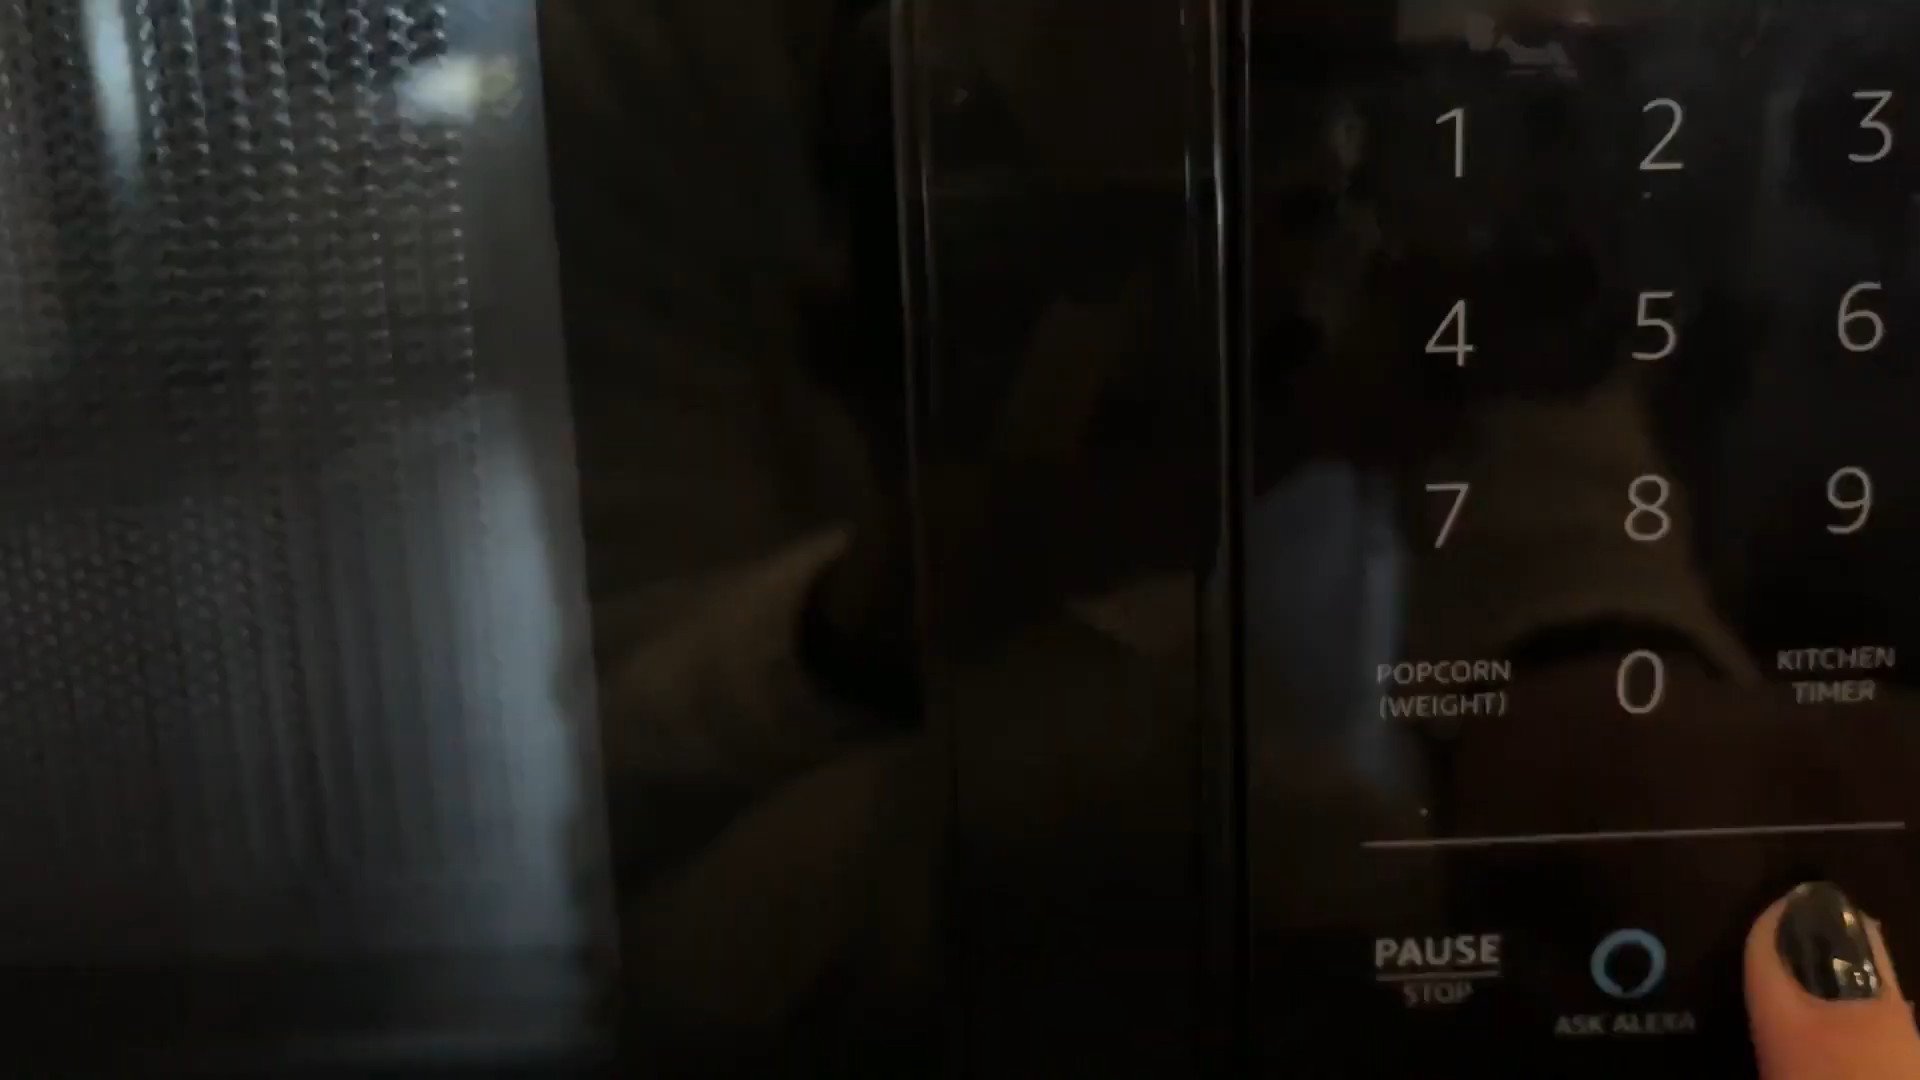 1 2 3
4 5 6
7 8 9
POPCORN
(WEIGHT)
0
KITCHEN
TIMER
PAUSE
STOP
ASK ALEXA